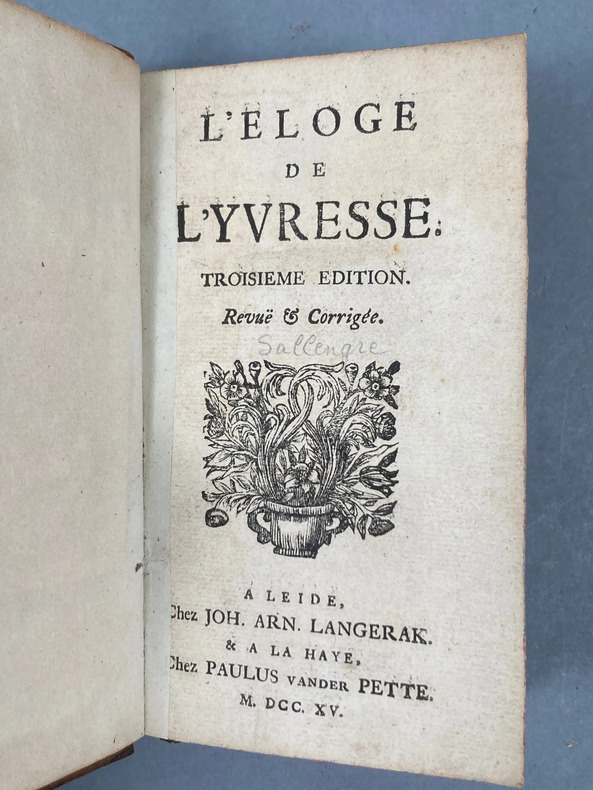 L'ELOGE
DE
L'YVRESSE.
TROISIEME EDITION.
Revuë & Corrigée.
Sallengre
A LEIDE,
Chez JOH. ARN. LANGERAK.
& A LA HAYE,
Chez PAULUS VANDER PETTE.
M. DCC. XV.